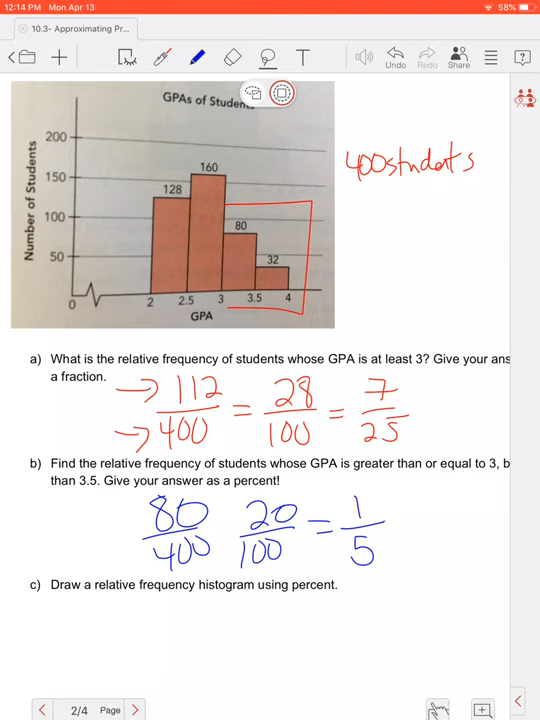 12:14 PM Mon Apr 13
58%
10.3- Approximating Pr...
T
Undo
Redo
Share
GPAs of Studen
400 students
Number of Students
200
150
100
50
0
128
160
80
32
2 2.5 3 3.5 4
GPA
a) What is the relative frequency of students whose GPA is at least 3? Give your ans
a fraction.
→ 112 / → 400 = 28 / 100 = 7 / 25
b) Find the relative frequency of students whose GPA is greater than or equal to 3, b
than 3.5. Give your answer as a percent!
80 / 400 20 / 100 = 1 / 5
c) Draw a relative frequency histogram using percent.
2/4 Page